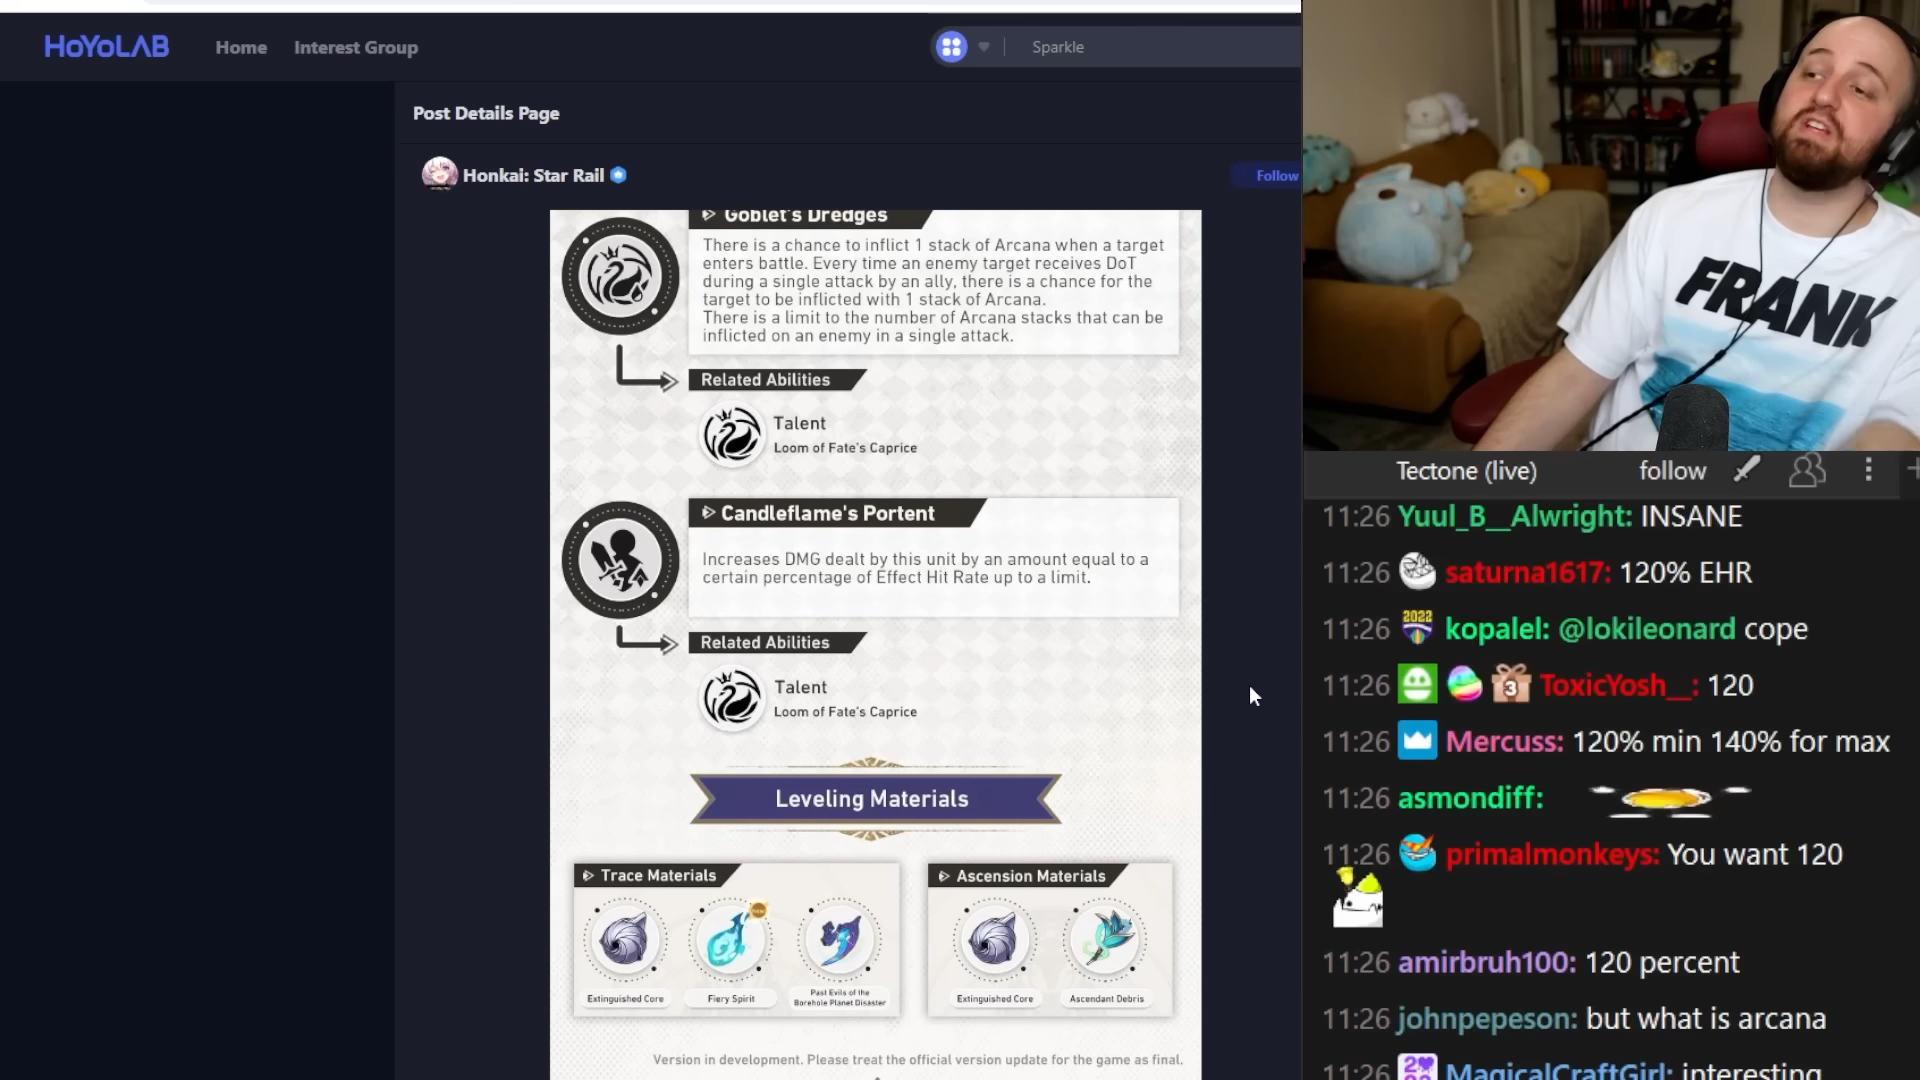 HoYoLAB
Home
Interest Group
Sparkle
Post Details Page
Honkai: Star Rail
Follow
Goblet's Dredges
There is a chance to inflict 1 stack of Arcana when a target
enters battle. Every time an enemy target receives DoT
during a single attack by an ally, there is a chance for the
target to be inflicted with 1 stack of Arcana.
There is a limit to the number of Arcana stacks that can be
inflicted on an enemy in a single attack.
Related Abilities
Talent
Loom of Fate's Caprice
Candleflame's Portent
Increases DMG dealt by this unit by an amount equal to a
certain percentage of Effect Hit Rate up to a limit.
Related Abilities
Talent
Loom of Fate's Caprice
Leveling Materials
Trace Materials
Extinguished Core
Fiery Spirit
Past Evils of the
Borehole Planet Disaster
Ascension Materials
Extinguished Core
Ascendant Debris
Version in development. Please treat the official version update for the game as final.
FRANK
Tectone (live)
follow
11:26 Yuul_B__Alwright: INSANE
11:26 saturna1617: 120% EHR
11:26 2022 kopalel: @lokileonard cope
11:26 3 ToxicYosh__: 120
11:26 Mercuss: 120% min 140% for max
11:26 asmondiff:
11:26 primalmonkeys: You want 120
11:26 amirbruh100: 120 percent
11:26 johnpepeson: but what is arcana
11:26 MagicalCraftGirl: interesting